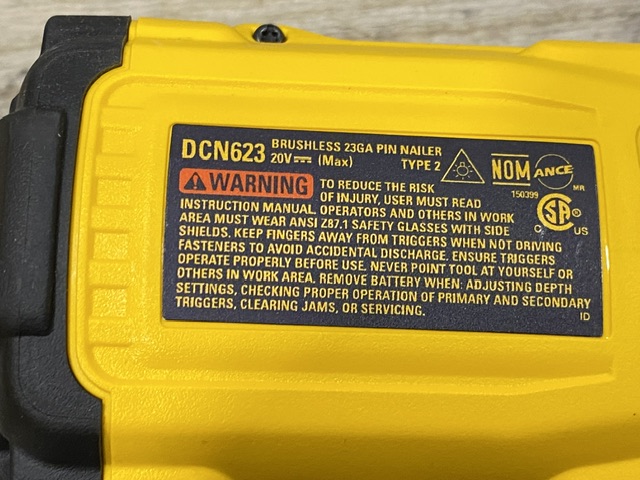 DCN623 BRUSHLESS 23GA PIN NAILER
20V⎓ (Max) TYPE 2
NOM ANCE MR
150399
WARNING TO REDUCE THE RISK
OF INJURY, USER MUST READ
INSTRUCTION MANUAL. OPERATORS AND OTHERS IN WORK
AREA MUST WEAR ANSI Z87.1 SAFETY GLASSES WITH SIDE
SHIELDS. KEEP FINGERS AWAY FROM TRIGGERS WHEN NOT DRIVING
FASTENERS TO AVOID ACCIDENTAL DISCHARGE. ENSURE TRIGGERS
OPERATE PROPERLY BEFORE USE. NEVER POINT TOOL AT YOURSELF OR
OTHERS IN WORK AREA. REMOVE BATTERY WHEN: ADJUSTING DEPTH
SETTINGS, CHECKING PROPER OPERATION OF PRIMARY AND SECONDARY
TRIGGERS, CLEARING JAMS, OR SERVICING.
CSA®
C US
ID